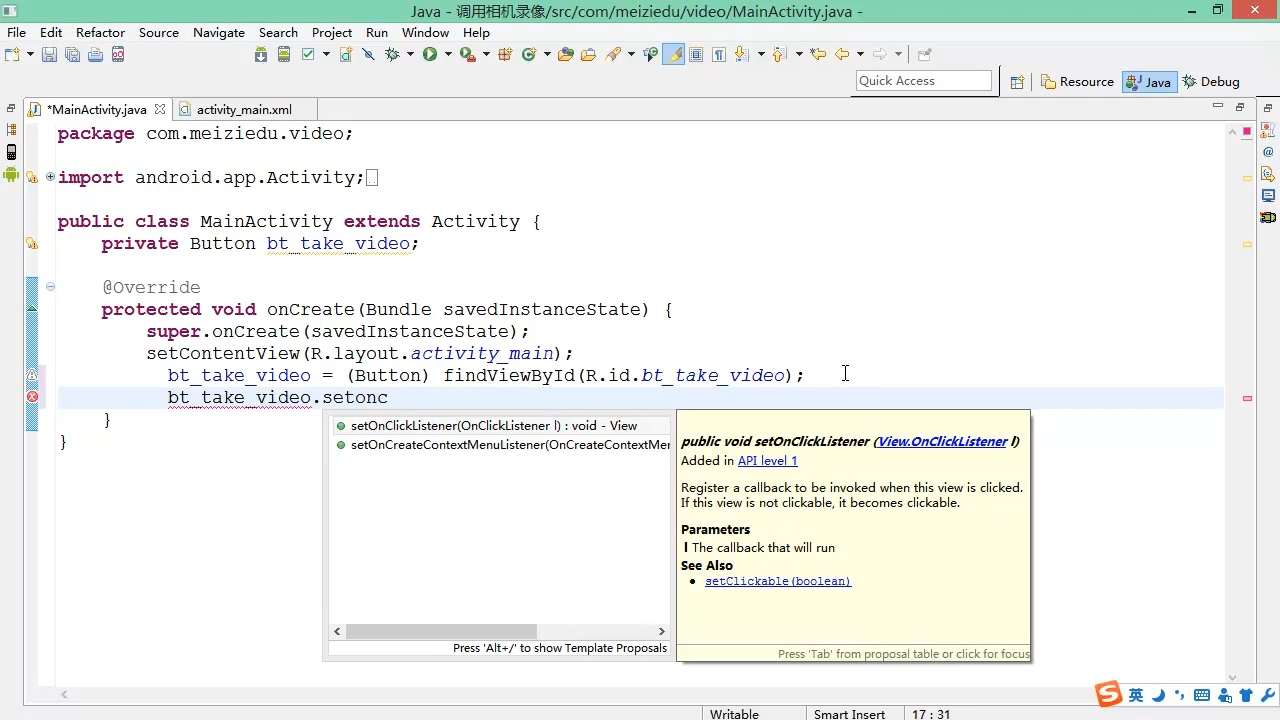 Java - 调用相机录像/src/com/meiziedu/video/MainActivity.java -
File Edit Refactor Source Navigate Search Project Run Window Help
Quick Access
Resource Java Debug
*MainActivity.java activity_main.xml
package com.meiziedu.video;
import android.app.Activity;
public class MainActivity extends Activity {
private Button bt_take_video;
@Override
protected void onCreate(Bundle savedInstanceState) {
super.onCreate(savedInstanceState);
setContentView(R.layout.activity_main);
bt_take_video = (Button) findViewById(R.id.bt_take_video);
bt_take_video.setonc
}
}
setOnClickListener(OnClickListener l) : void - View
setOnCreateContextMenuListener(OnCreateContextMer
Press 'Alt+/' to show Template Proposals
public void setOnClickListener (View.OnClickListener l)
Added in API level 1
Register a callback to be invoked when this view is clicked.
If this view is not clickable, it becomes clickable.
Parameters
l The callback that will run
See Also
setClickable(boolean)
Press 'Tab' from proposal table or click for focus
英
Writable Smart Insert 17 : 31